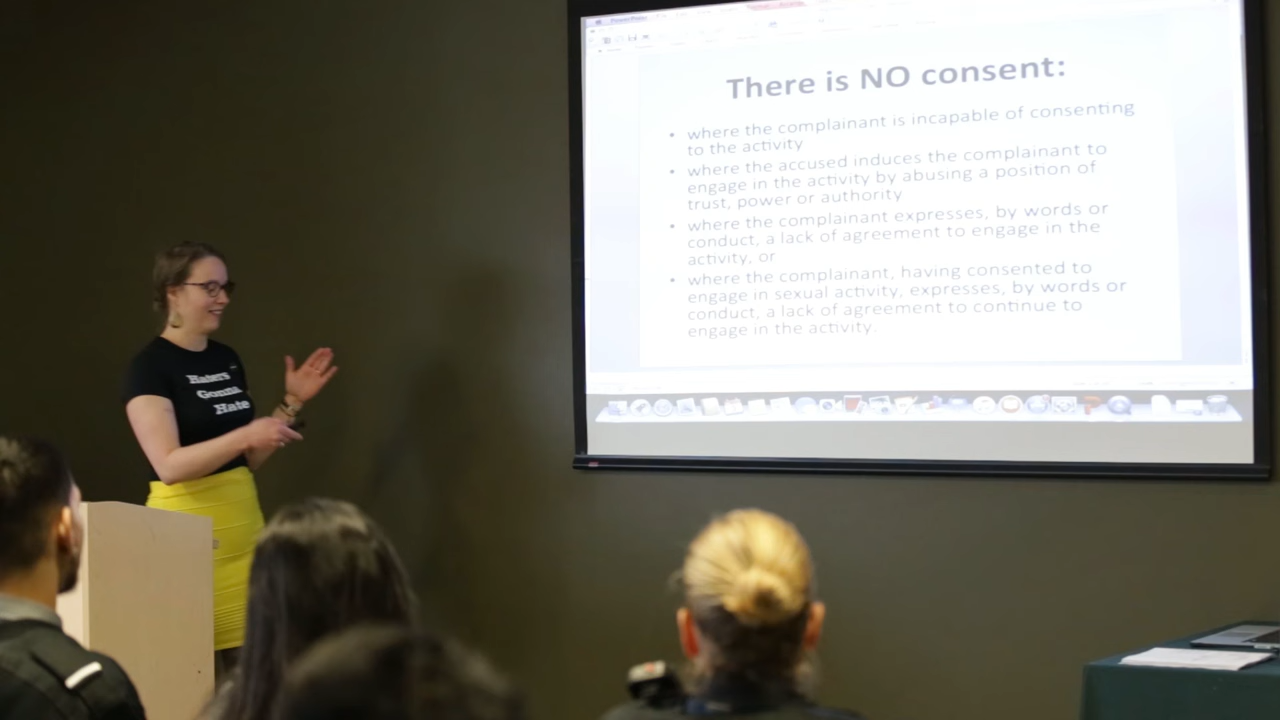 PowerPoint
There is NO consent:
• where the complainant is incapable of consenting
to the activity
• where the accused induces the complainant to
engage in the activity by abusing a position of
trust, power or authority
• where the complainant expresses, by words or
conduct, a lack of agreement to engage in the
activity, or
• where the complainant, having consented to
engage in sexual activity, expresses, by words or
conduct, a lack of agreement to continue to
engage in the activity.
Haters
Gonna
Hate